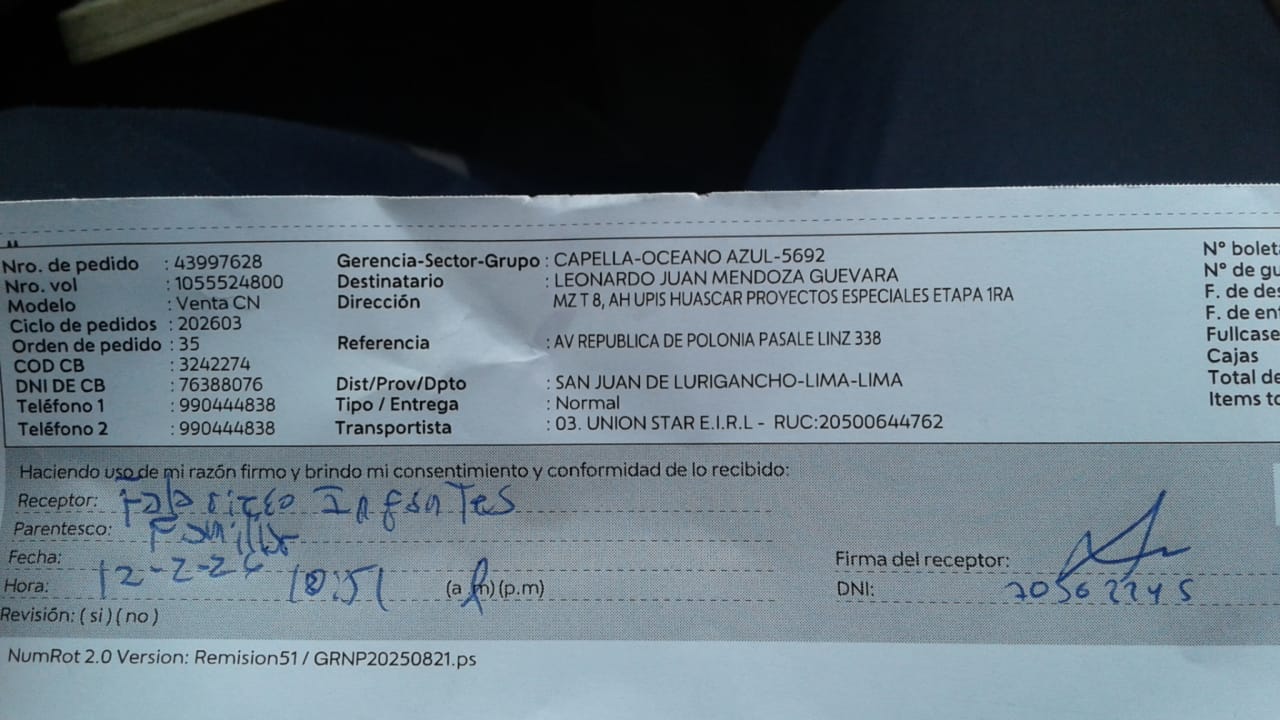 Nro. de pedido : 43997628
Nro. vol : 1055524800
Modelo : Venta CN
Ciclo de pedidos : 202603
Orden de pedido : 35
COD CB : 3242274
DNI DE CB : 76388076
Teléfono 1 : 990444838
Teléfono 2 : 990444838
Gerencia-Sector-Grupo : CAPELLA-OCEANO AZUL-5692
Destinatario : LEONARDO JUAN MENDOZA GUEVARA
Dirección MZ T 8, AH UPIS HUASCAR PROYECTOS ESPECIALES ETAPA 1RA
Referencia : AV REPUBLICA DE POLONIA PASALE LINZ 338
Dist/Prov/Dpto : SAN JUAN DE LURIGANCHO-LIMA-LIMA
Tipo / Entrega : Normal
Transportista : 03. UNION STAR E.I.R.L - RUC:20500644762
N° bolet
N° de gu
F. de des
F. de ent
Fullcase
Cajas
Total de
Items to
Haciendo uso de mi razón firmo y brindo mi consentimiento y conformidad de lo recibido:
Receptor: Infantes
Parentesco: Familiar
Fecha: 12-2-26
Hora: 10:51 (a.m) (p.m)
Revisión: ( si ) ( no )
Firma del receptor:
DNI:
NumRot 2.0 Version: Remision51 / GRNP20250821.ps